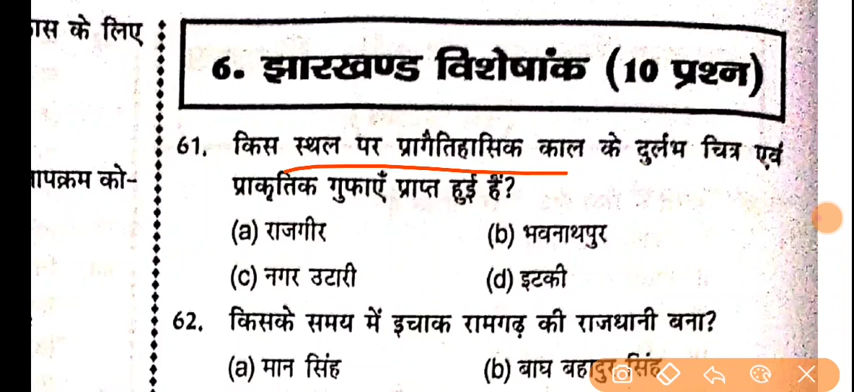 ास के लिए
6. झारखण्ड विशेषांक (10 प्रश्न)
61. किस स्थल पर प्रागैतिहासिक काल के दुर्लभ चित्र एवं
ापक्रम को-
प्राकृतिक गुफाएँ प्राप्त हुई हैं?
(a) राजगीर (b) भवनाथपुर
(c) नगर उटारी (d) इटकी
62. किसके समय में इचाक रामगढ़ की राजधानी बना?
(a) मान सिंह (b) बाघ बहादुर सिंह